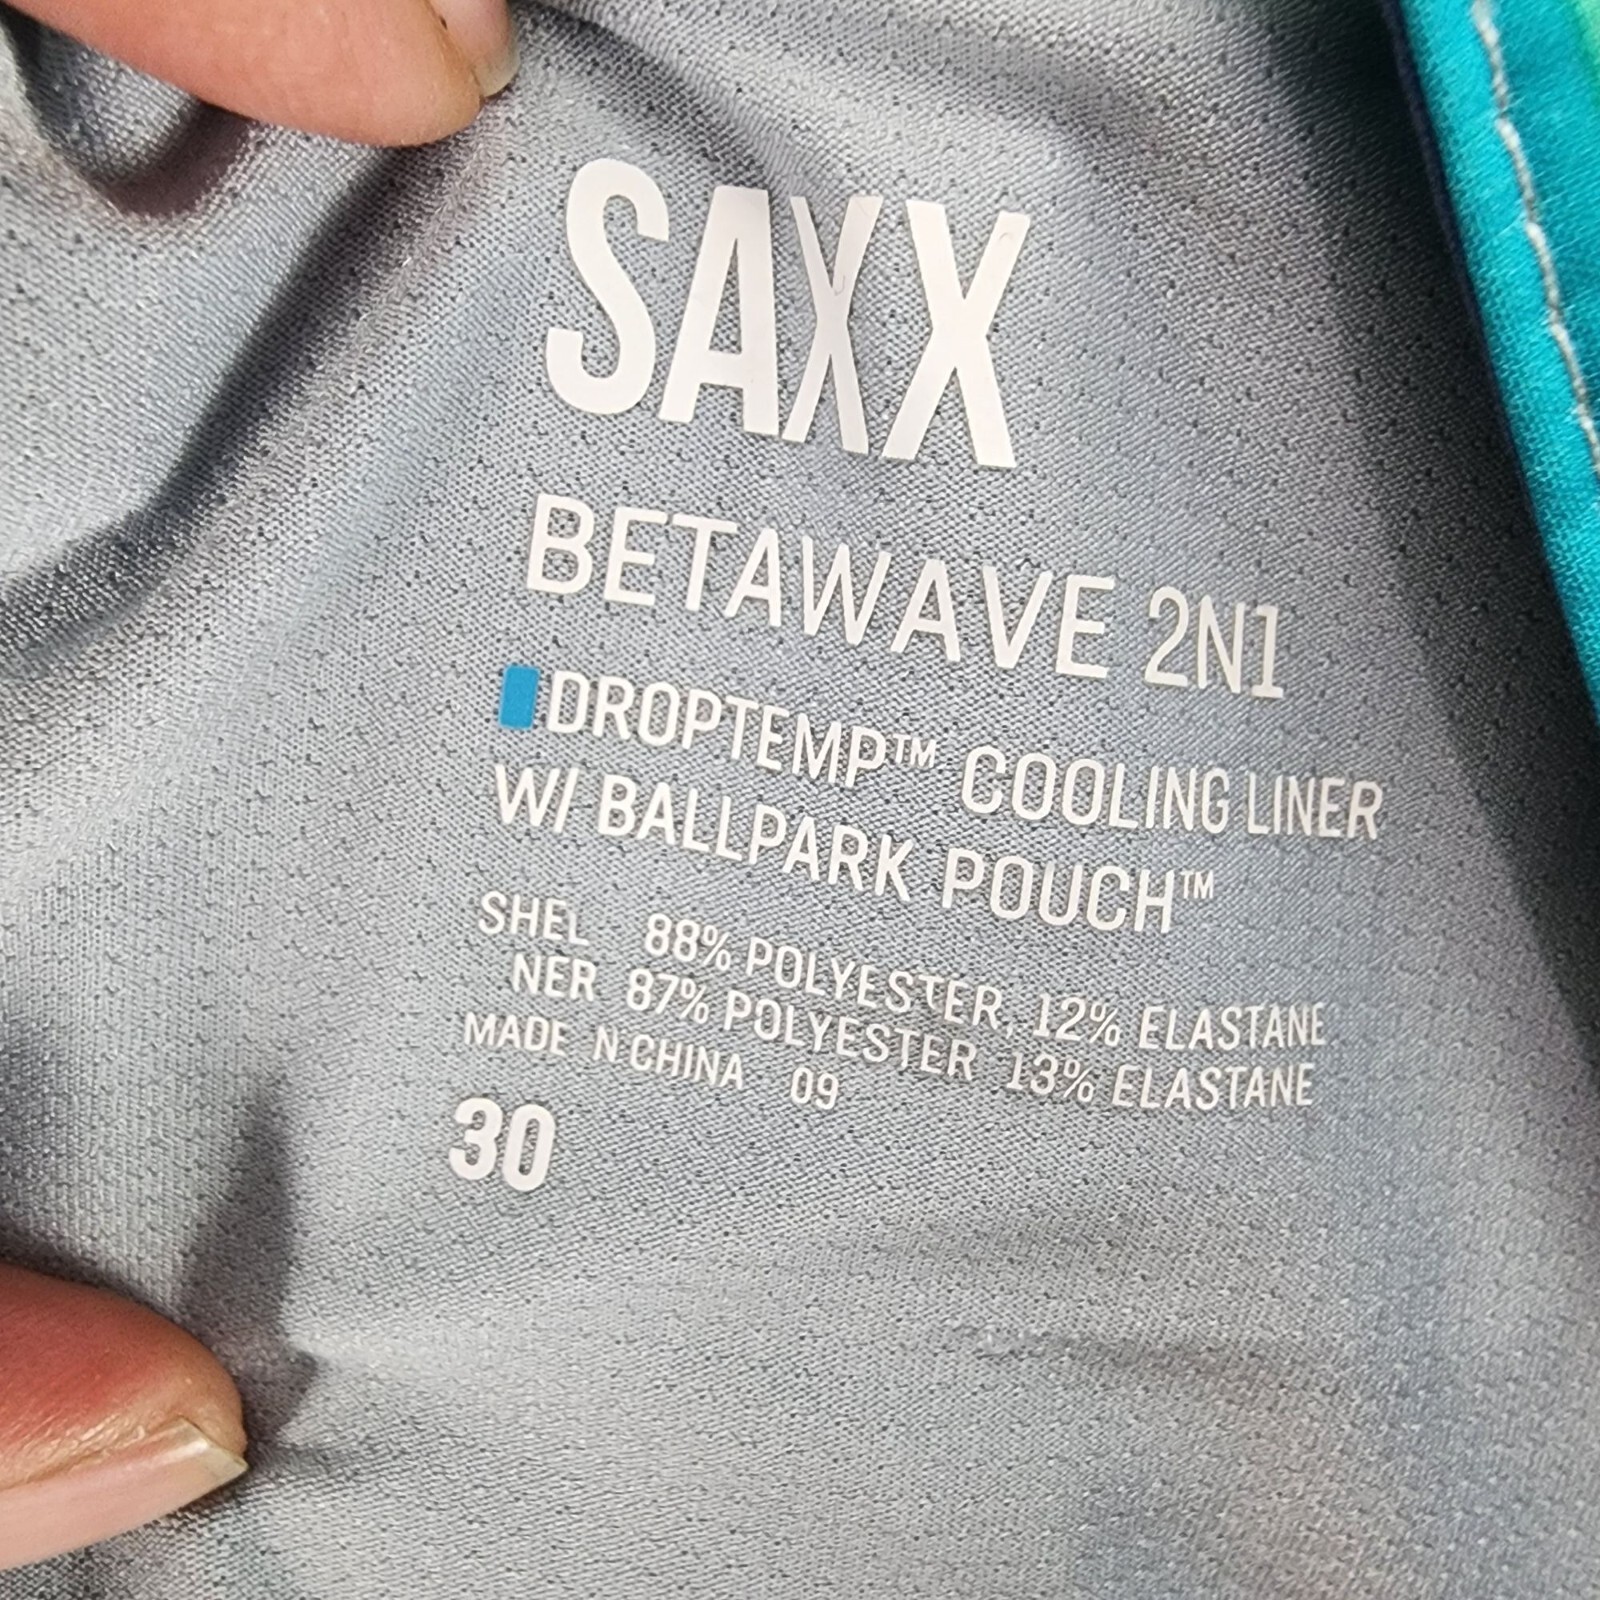 SAXX
BETAWAVE 2N1
DROPTEMP™ COOLING LINER
W/ BALLPARK POUCH™
SHEL 88% POLYESTER, 12% ELASTANE
NER 87% POLYESTER 13% ELASTANE
MADE N CHINA 09
30